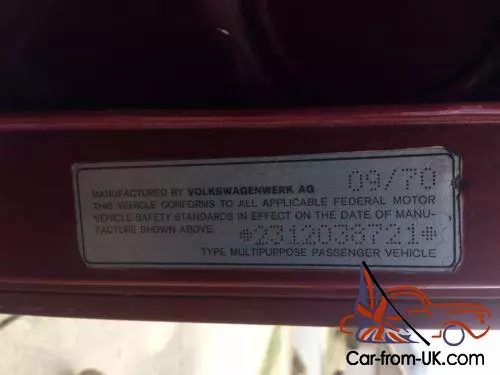 MANUFACTURED BY VOLKSWAGENWERK AG 09/70
THIS VEHICLE CONFORMS TO ALL APPLICABLE FEDERAL MOTOR
VEHICLE SAFETY STANDARDS IN EFFECT ON THE DATE OF MANU-
FACTURE SHOWN ABOVE. *2312038721*
TYPE MULTIPURPOSE PASSENGER VEHICLE
Car-from-UK.com